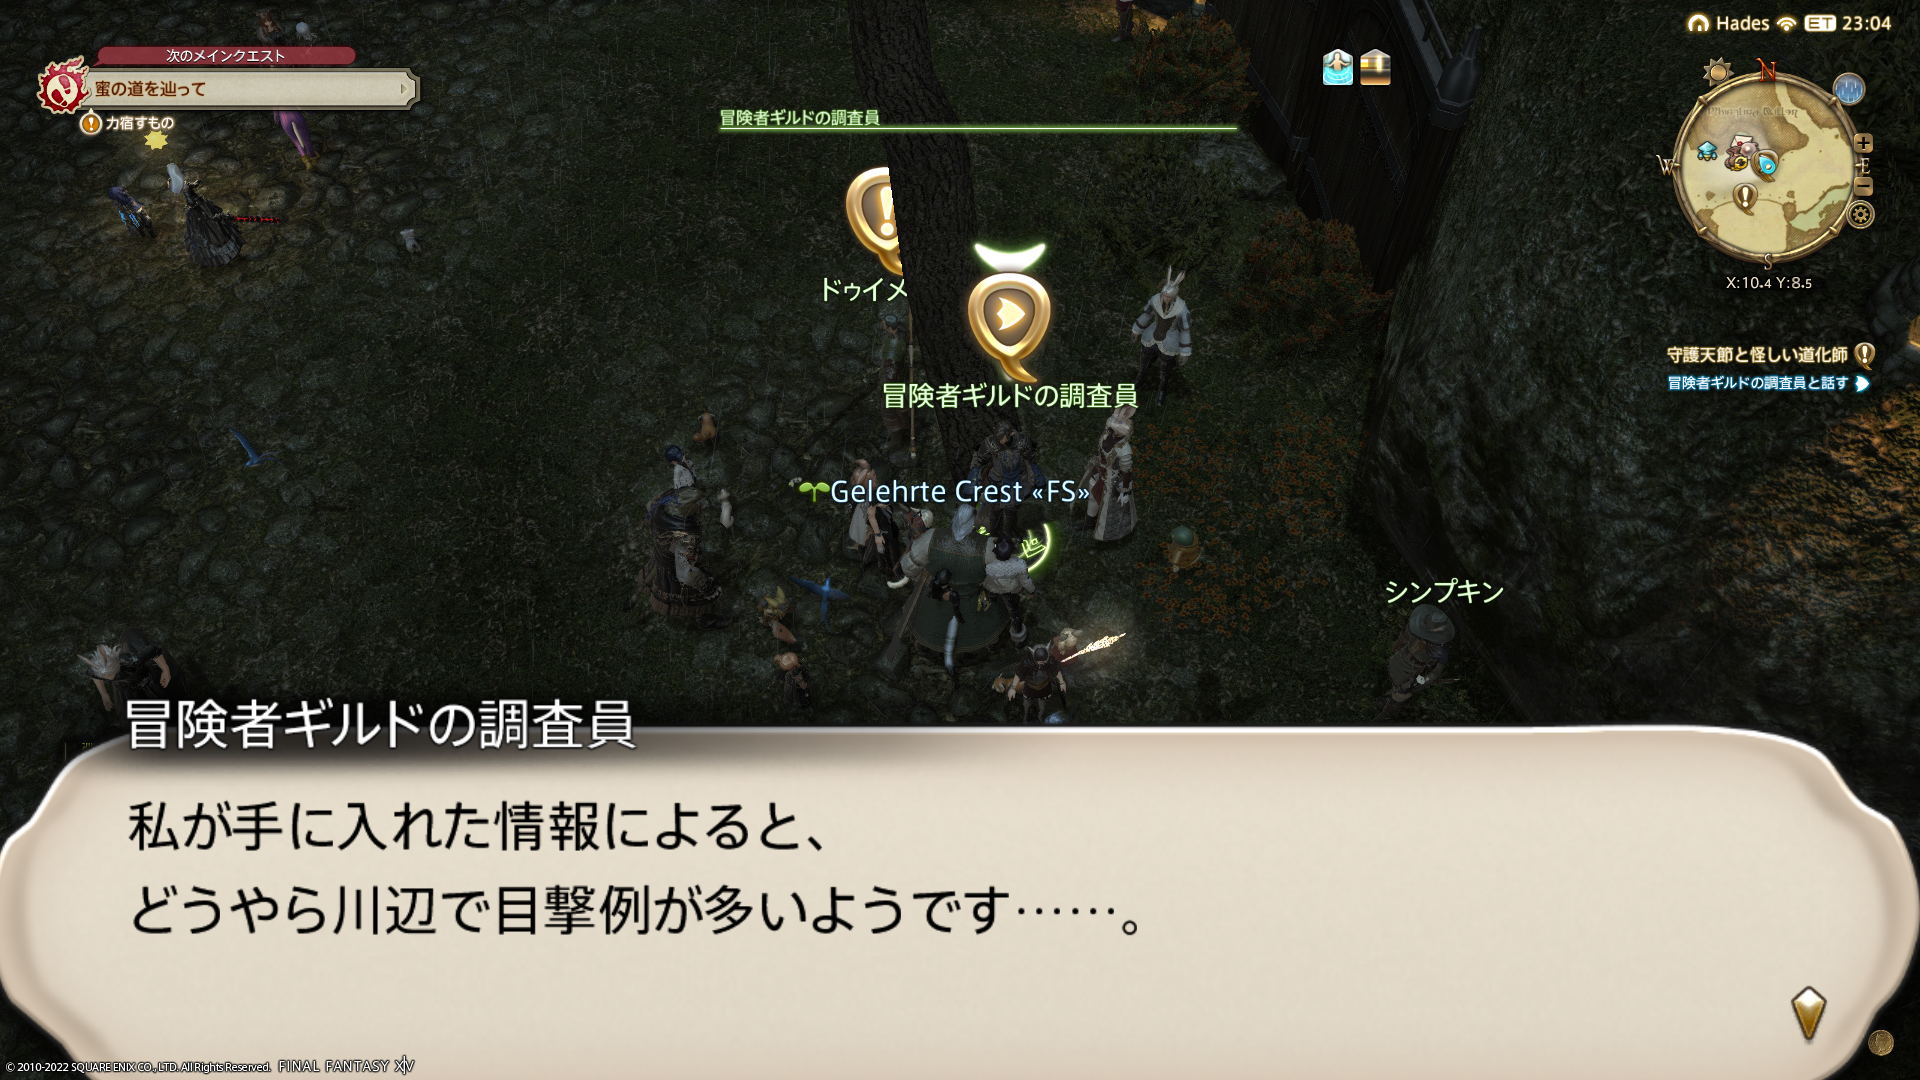 Hades ET 23:04
次のメインクエスト
蜜の道を辿って
力宿すもの
冒険者ギルドの調査員
N
W
E
S
X:10.4 Y:8.5
ドゥイメ
守護天節と怪しい道化師
冒険者ギルドの調査員と話す
冒険者ギルドの調査員
Gelehrte Crest «FS»
シンプキン
冒険者ギルドの調査員
私が手に入れた情報によると、
どうやら川辺で目撃例が多いようです……。
© 2010-2022 SQUARE ENIX CO., LTD. All Rights Reserved. FINAL FANTASY XIV